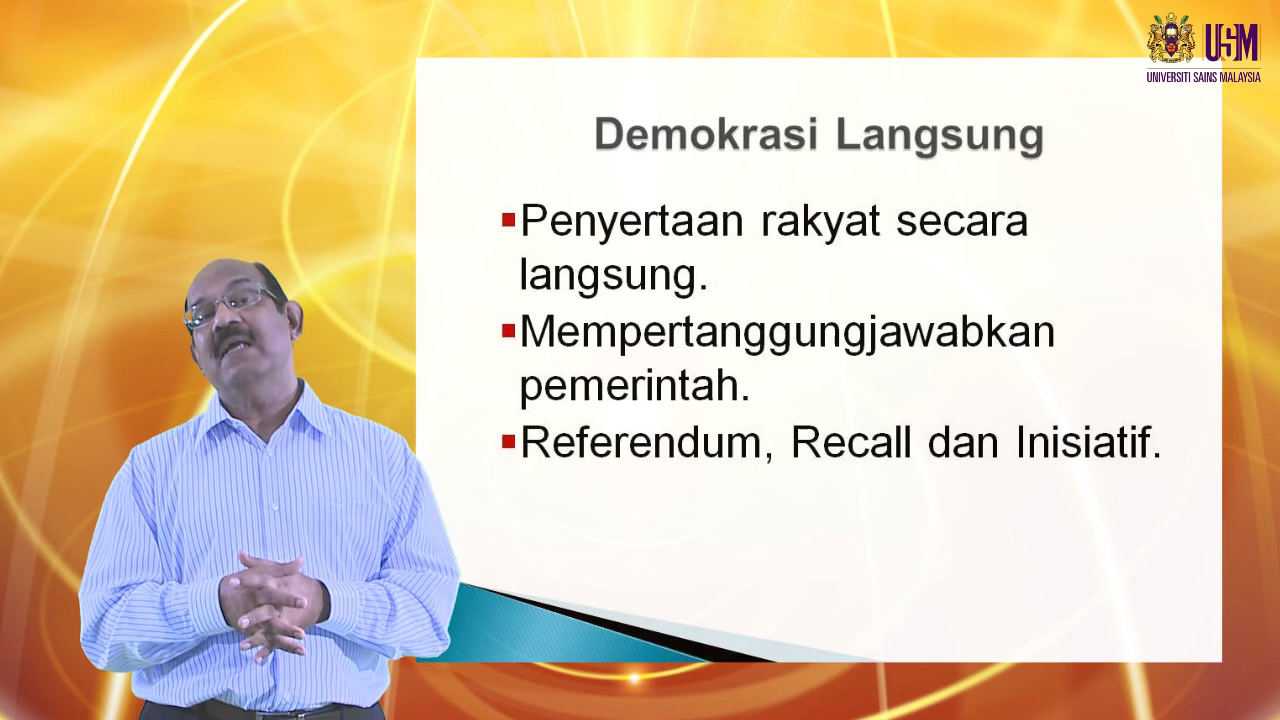 USM
UNIVERSITI SAINS MALAYSIA
Demokrasi Langsung
Penyertaan rakyat secara
langsung.
Mempertanggungjawabkan
pemerintah.
Referendum, Recall dan Inisiatif.